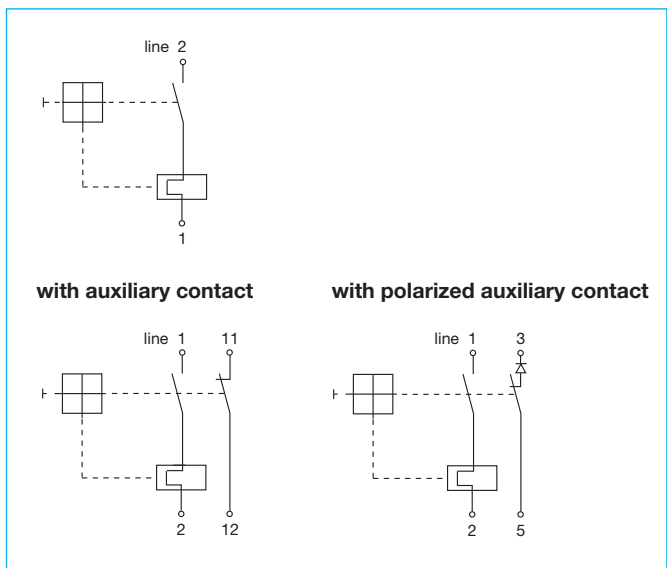 line 2
1
with auxiliary contact
with polarized auxiliary contact
line 1 11
line 1 3
2 12
2 5